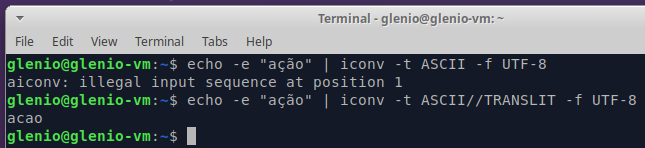 Terminal - glenio@glenio-vm: ~
File Edit View Terminal Tabs Help
glenio@glenio-vm:~$ echo -e "ação" | iconv -t ASCII -f UTF-8
aiconv: illegal input sequence at position 1
glenio@glenio-vm:~$ echo -e "ação" | iconv -t ASCII//TRANSLIT -f UTF-8
acao
glenio@glenio-vm:~$